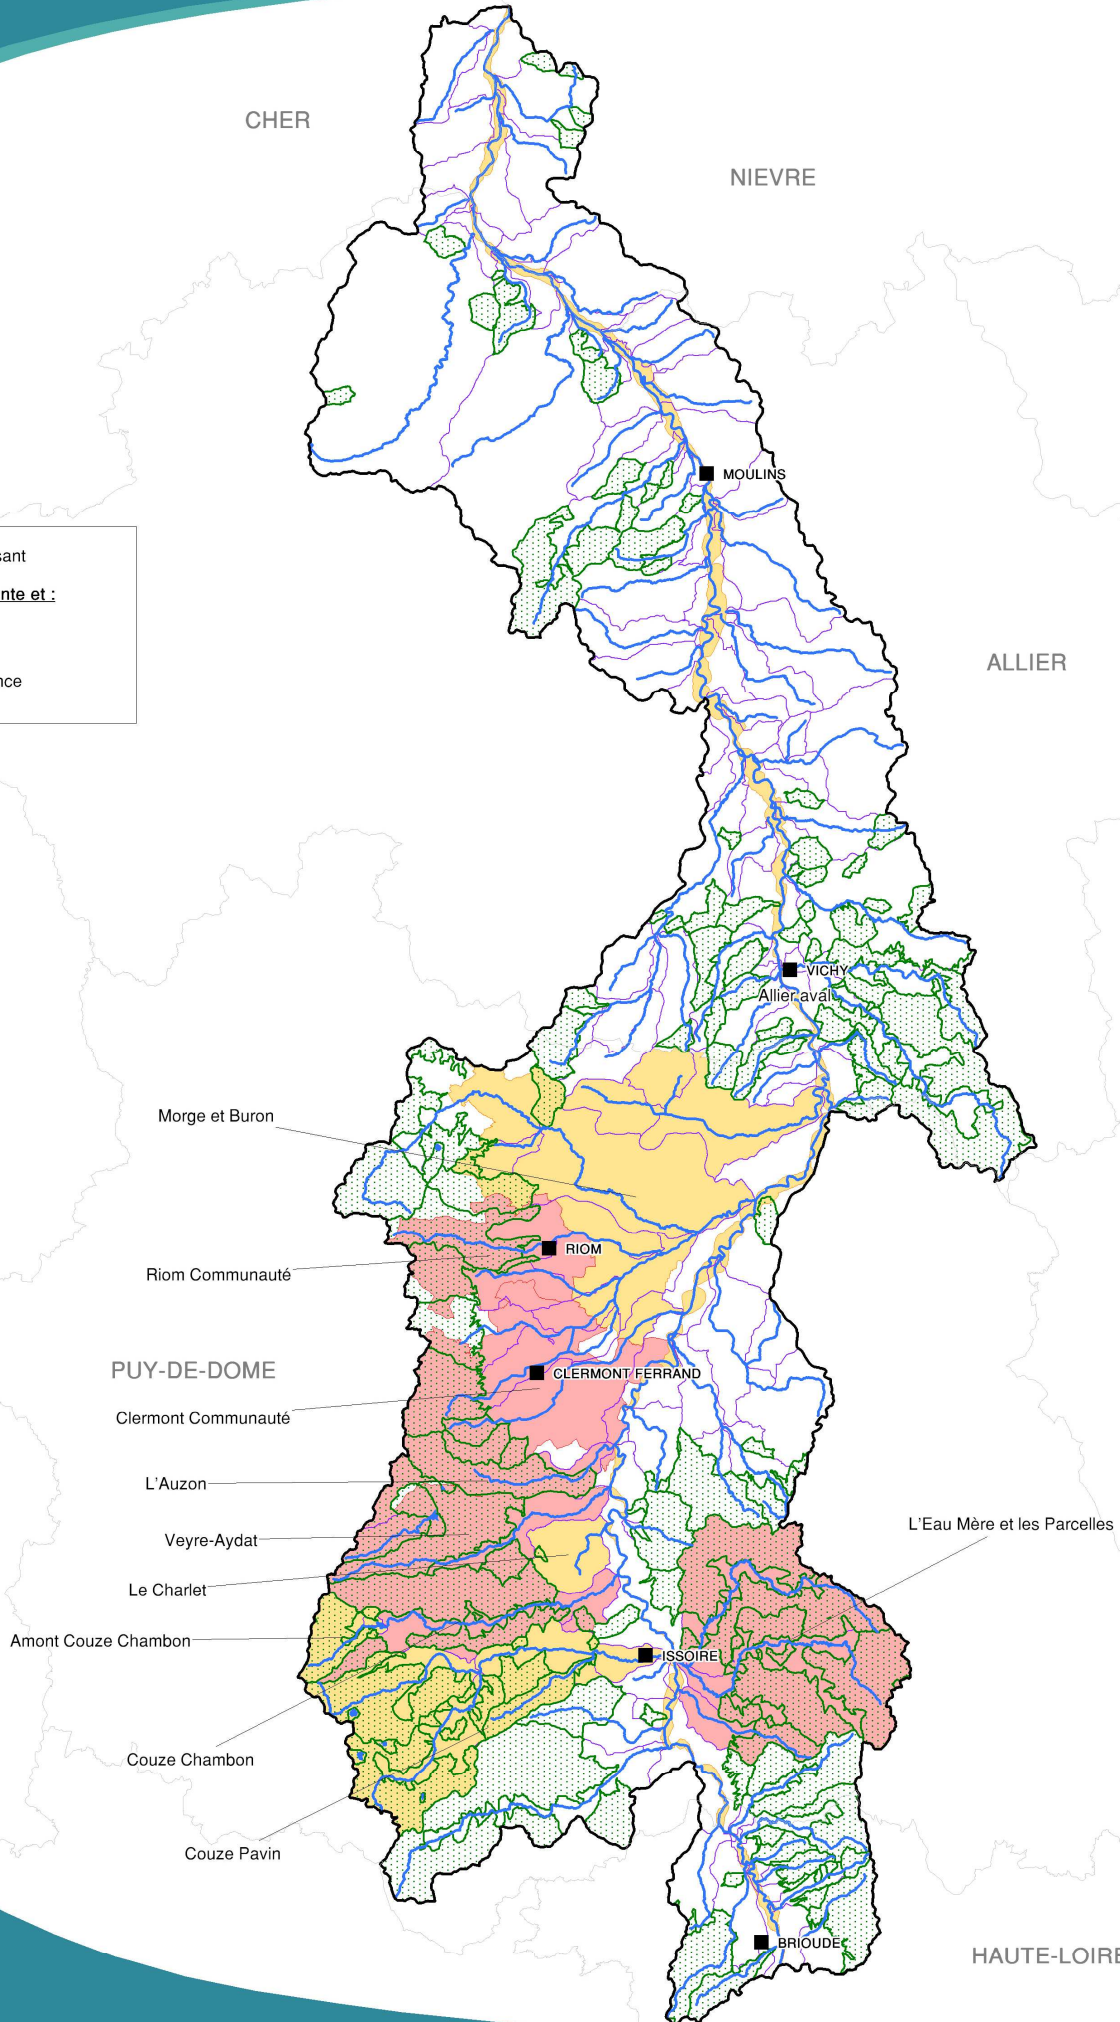 CHER
NIEVRE
MOULINS
nte et :
ALLIER
VICHY
Allier aval
Morge et Buron
RIOM
Riom Communauté
PUY-DE-DOME
CLERMONT FERRAND
Clermont Communauté
L'Auzon
L'Eau Mère et les Parcelles
Veyre-Aydat
Le Charlet
Amont Couze Chambon
ISSOIRE
Couze Chambon
Couze Pavin
BRIOUDE
HAUTE-LOIRE